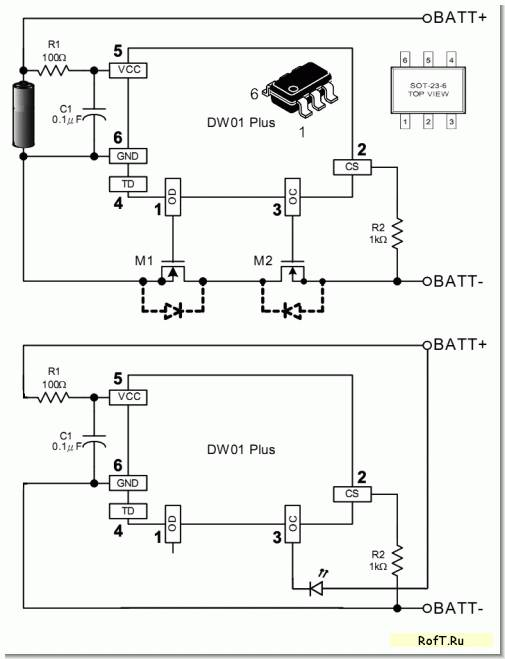 BATT+
R1
100Ω
5
VCC
6
SOT-23-6
TOP VIEW
6 5 4
1 2 3
1
C1
0.1μF
DW01 Plus
6
GND
2
CS
TD
4
1
OD
3
OC
R2
1kΩ
M1
M2
BATT-
BATT+
R1
100Ω
5
VCC
C1
0.1μF
DW01 Plus
6
GND
2
CS
TD
4
1
OD
3
OC
R2
1kΩ
BATT-
RofT.Ru